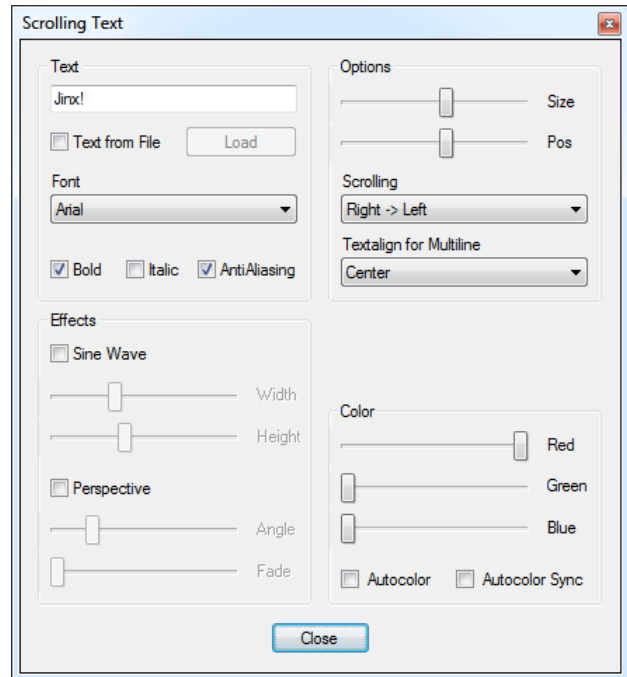 Scrolling Text
Text
Jinx!
Text from File
Load
Font
Arial
Bold
Italic
AntiAliasing
Options
Size
Pos
Scrolling
Right -> Left
Textalign for Multiline
Center
Effects
Sine Wave
Width
Height
Perspective
Angle
Fade
Color
Red
Green
Blue
Autocolor
Autocolor Sync
Close